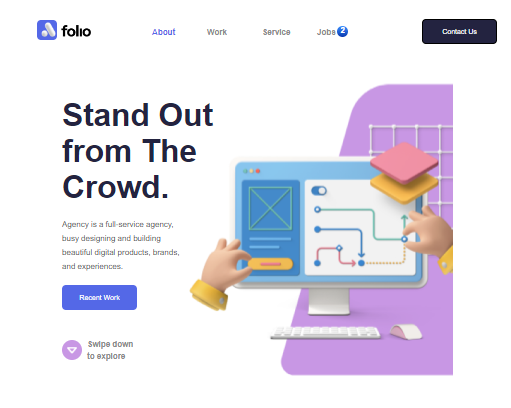 folio
About
Work
Service
Jobs 2
Contact Us
Stand Out
from The
Crowd.
Agency is a full-service agency,
busy designing and building
beautiful digital products, brands,
and experiences.
Recent Work
Swipe down
to explore